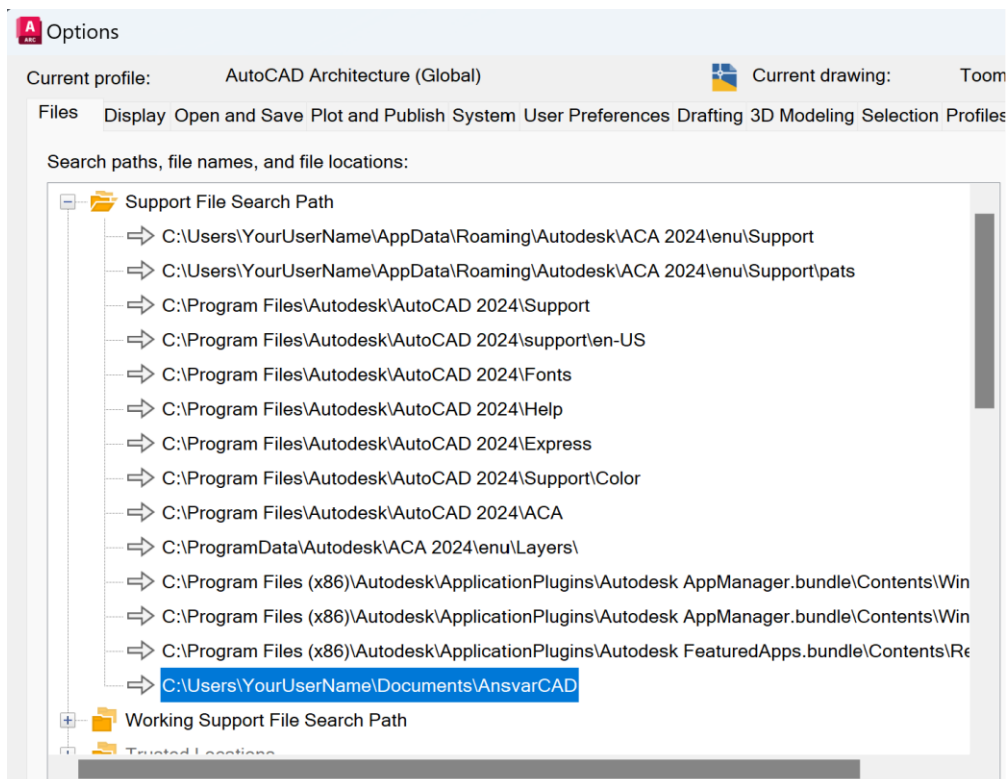 A
ARC
Options
Current profile: AutoCAD Architecture (Global) Current drawing: Toom
Files Display Open and Save Plot and Publish System User Preferences Drafting 3D Modeling Selection Profiles
Search paths, file names, and file locations:
Support File Search Path
C:\Users\YourUserName\AppData\Roaming\Autodesk\ACA 2024\enu\Support
C:\Users\YourUserName\AppData\Roaming\Autodesk\ACA 2024\enu\Support\pats
C:\Program Files\Autodesk\AutoCAD 2024\Support
C:\Program Files\Autodesk\AutoCAD 2024\support\en-US
C:\Program Files\Autodesk\AutoCAD 2024\Fonts
C:\Program Files\Autodesk\AutoCAD 2024\Help
C:\Program Files\Autodesk\AutoCAD 2024\Express
C:\Program Files\Autodesk\AutoCAD 2024\Support\Color
C:\Program Files\Autodesk\AutoCAD 2024\ACA
C:\ProgramData\Autodesk\ACA 2024\enu\Layers\
C:\Program Files (x86)\Autodesk\ApplicationPlugins\Autodesk AppManager.bundle\Contents\Win
C:\Program Files (x86)\Autodesk\ApplicationPlugins\Autodesk AppManager.bundle\Contents\Win
C:\Program Files (x86)\Autodesk\ApplicationPlugins\Autodesk FeaturedApps.bundle\Contents\Re
C:\Users\YourUserName\Documents\AnsvarCAD
Working Support File Search Path
Trusted Locations